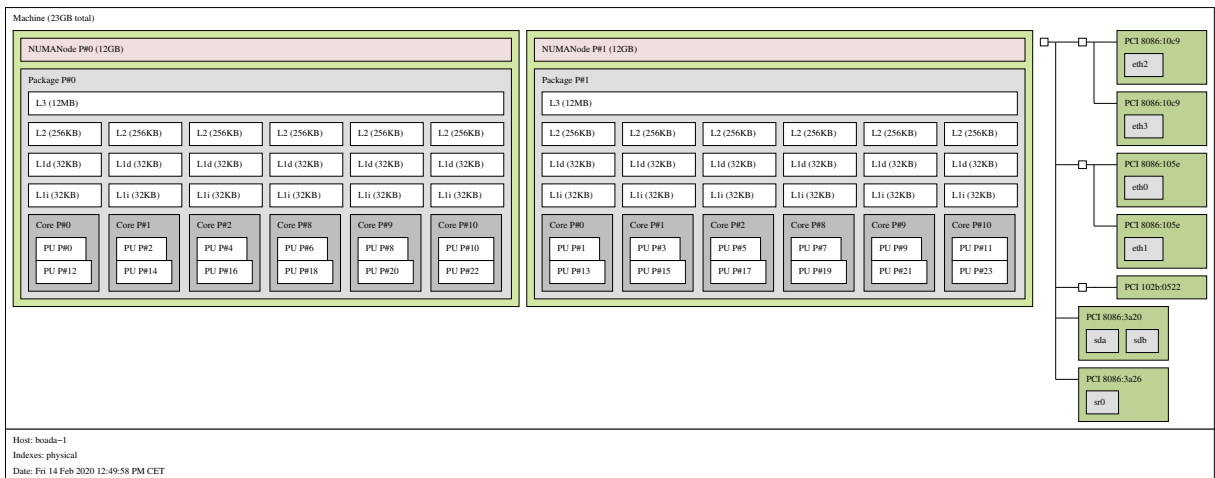 Machine (23GB total)
NUMANode P#0 (12GB)
Package P#0
L3 (12MB)
L2 (256KB) L2 (256KB) L2 (256KB) L2 (256KB) L2 (256KB) L2 (256KB)
L1d (32KB) L1d (32KB) L1d (32KB) L1d (32KB) L1d (32KB) L1d (32KB)
L1i (32KB) L1i (32KB) L1i (32KB) L1i (32KB) L1i (32KB) L1i (32KB)
Core P#0 Core P#1 Core P#2 Core P#8 Core P#9 Core P#10
PU P#0 PU P#2 PU P#4 PU P#6 PU P#8 PU P#10
PU P#12 PU P#14 PU P#16 PU P#18 PU P#20 PU P#22
NUMANode P#1 (12GB)
Package P#1
L3 (12MB)
L2 (256KB) L2 (256KB) L2 (256KB) L2 (256KB) L2 (256KB) L2 (256KB)
L1d (32KB) L1d (32KB) L1d (32KB) L1d (32KB) L1d (32KB) L1d (32KB)
L1i (32KB) L1i (32KB) L1i (32KB) L1i (32KB) L1i (32KB) L1i (32KB)
Core P#0 Core P#1 Core P#2 Core P#8 Core P#9 Core P#10
PU P#1 PU P#3 PU P#5 PU P#7 PU P#9 PU P#11
PU P#13 PU P#15 PU P#17 PU P#19 PU P#21 PU P#23
PCI 8086:10c9
eth2
PCI 8086:10c9
eth3
PCI 8086:105e
eth0
PCI 8086:105e
eth1
PCI 102b:0522
PCI 8086:3a20
sda sdb
PCI 8086:3a26
sr0
Host: boada−1
Indexes: physical
Date: Fri 14 Feb 2020 12:49:58 PM CET